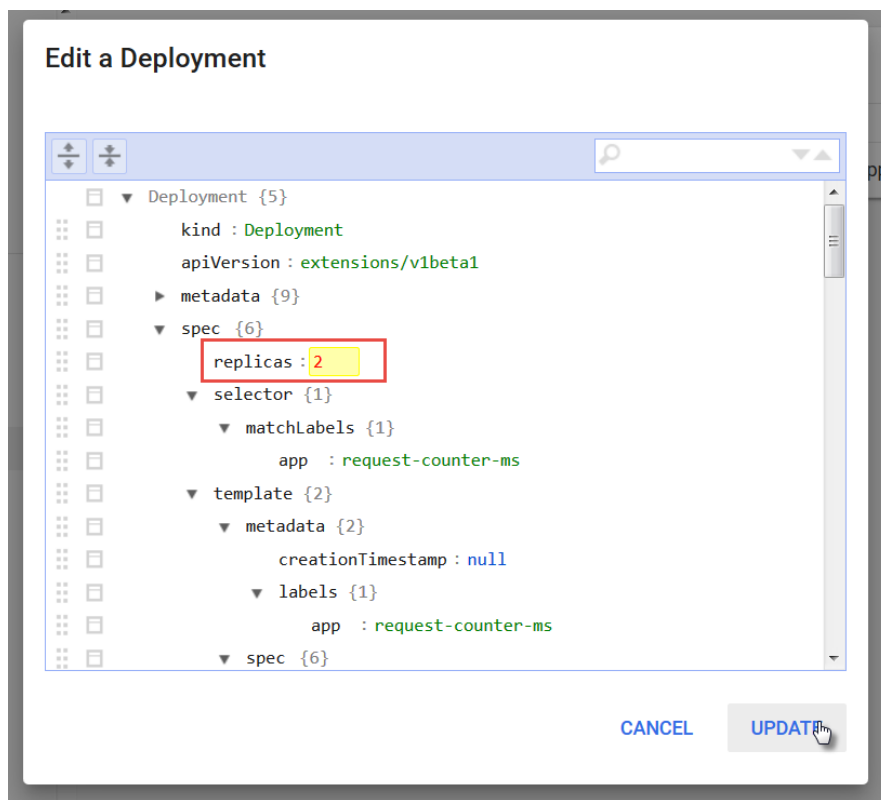 Edit a Deployment
Deployment {5}
kind : Deployment
apiVersion : extensions/v1beta1
metadata {9}
spec {6}
replicas : 2
selector {1}
matchLabels {1}
app : request-counter-ms
template {2}
metadata {2}
creationTimestamp : null
labels {1}
app : request-counter-ms
spec {6}
CANCEL UPDATE